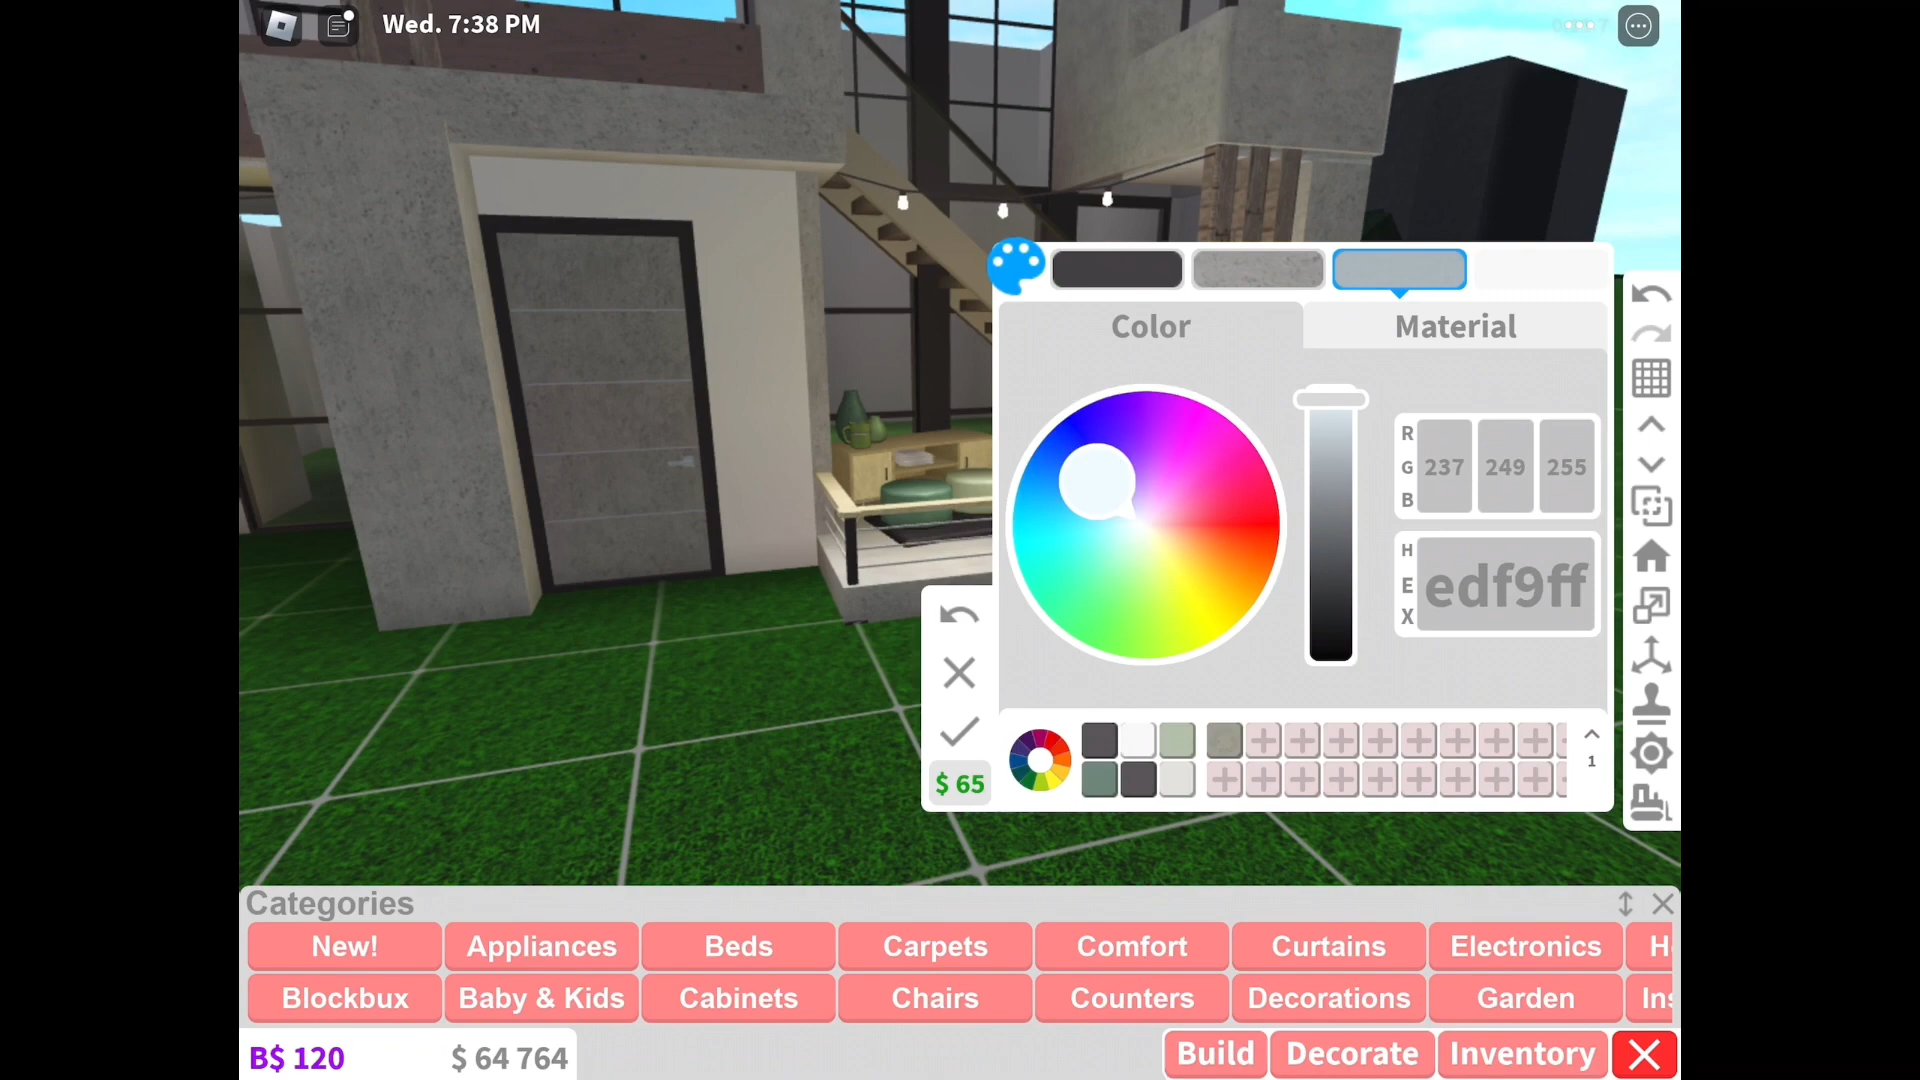 Wed. 7:38 PM
Color
Material
R
G
B
237
249
255
H
E
X
edf9ff
$ 65
1
Categories
New!
Appliances
Beds
Carpets
Comfort
Curtains
Electronics
Blockbux
Baby & Kids
Cabinets
Chairs
Counters
Decorations
Garden
B$ 120
$ 64 764
Build
Decorate
Inventory